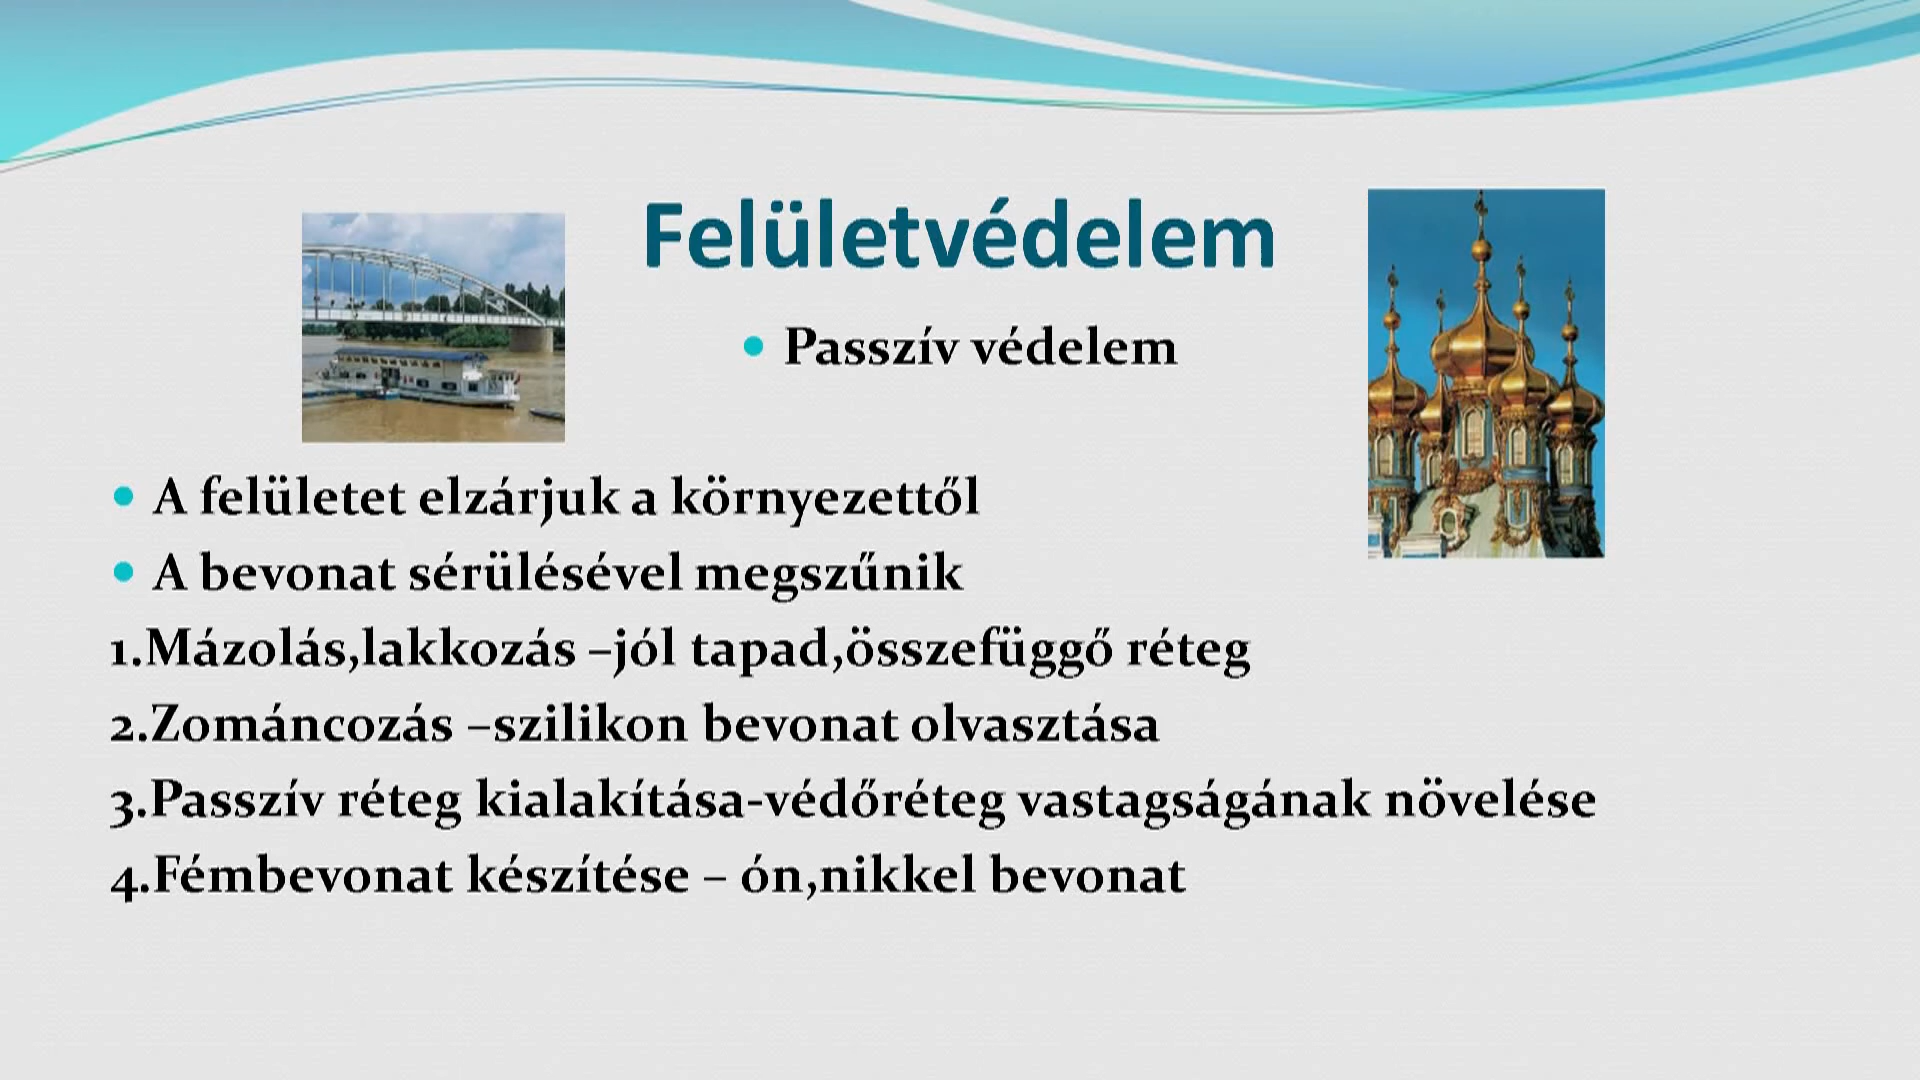 Felületvédelem
• Passzív védelem
• A felületet elzárjuk a környezettől
• A bevonat sérülésével megszűnik
1.Mázolás,lakkozás –jól tapad,összefüggő réteg
2.Zománcozás –szilikon bevonat olvasztása
3.Passzív réteg kialakítása-védőréteg vastagságának növelése
4.Fémbevonat készítése – ón,nikkel bevonat